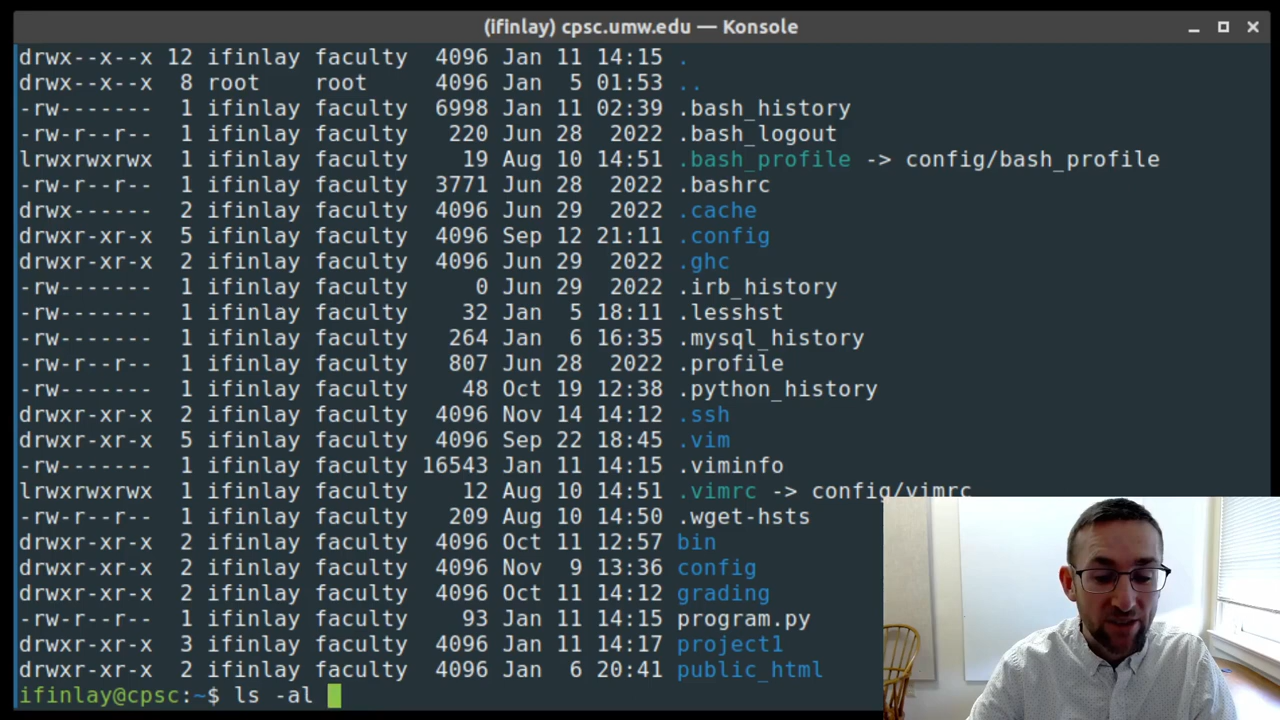 (ifinlay) cpsc.umw.edu — Konsole
drwx--x--x 12 ifinlay faculty  4096 Jan 11 14:15 .
drwx--x--x  8 root    root     4096 Jan  5 01:53 ..
-rw-------  1 ifinlay faculty  6998 Jan 11 02:39 .bash_history
-rw-r--r--  1 ifinlay faculty   220 Jun 28  2022 .bash_logout
lrwxrwxrwx  1 ifinlay faculty    19 Aug 10 14:51 .bash_profile -> config/bash_profile
-rw-r--r--  1 ifinlay faculty  3771 Jun 28  2022 .bashrc
drwx------  2 ifinlay faculty  4096 Jun 29  2022 .cache
drwxr-xr-x  5 ifinlay faculty  4096 Sep 12 21:11 .config
drwxr-xr-x  2 ifinlay faculty  4096 Jun 29  2022 .ghc
-rw-------  1 ifinlay faculty     0 Jun 29  2022 .irb_history
-rw-------  1 ifinlay faculty    32 Jan  5 18:11 .lesshst
-rw-------  1 ifinlay faculty   264 Jan  6 16:35 .mysql_history
-rw-r--r--  1 ifinlay faculty   807 Jun 28  2022 .profile
-rw-------  1 ifinlay faculty    48 Oct 19 12:38 .python_history
drwxr-xr-x  2 ifinlay faculty  4096 Nov 14 14:12 .ssh
drwxr-xr-x  5 ifinlay faculty  4096 Sep 22 18:45 .vim
-rw-------  1 ifinlay faculty 16543 Jan 11 14:15 .viminfo
lrwxrwxrwx  1 ifinlay faculty    12 Aug 10 14:51 .vimrc -> config/vimrc
-rw-r--r--  1 ifinlay faculty   209 Aug 10 14:50 .wget-hsts
drwxr-xr-x  2 ifinlay faculty  4096 Oct 11 12:57 bin
drwxr-xr-x  2 ifinlay faculty  4096 Nov  9 13:36 config
drwxr-xr-x  2 ifinlay faculty  4096 Oct 11 14:12 grading
-rw-r--r--  1 ifinlay faculty    93 Jan 11 14:15 program.py
drwxr-xr-x  3 ifinlay faculty  4096 Jan 11 14:17 project1
drwxr-xr-x  2 ifinlay faculty  4096 Jan  6 20:41 public_html
ifinlay@cpsc:~$ ls -al